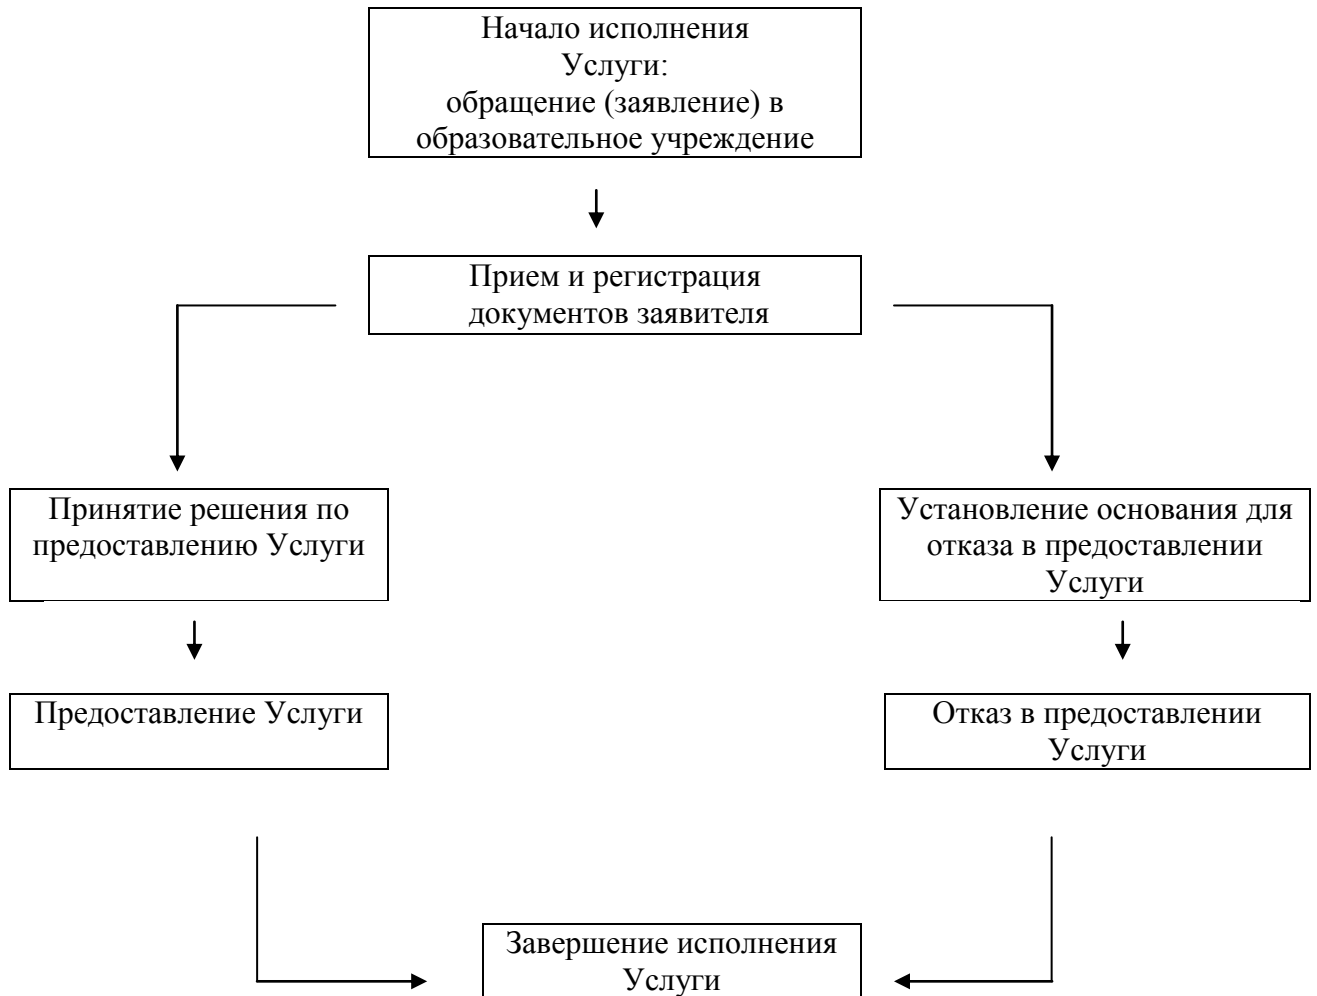 Начало исполнения
Услуги:
обращение (заявление) в
образовательное учреждение
Прием и регистрация
документов заявителя
Принятие решения по
предоставлению Услуги
Установление основания для
отказа в предоставлении
Услуги
Предоставление Услуги
Отказ в предоставлении
Услуги
Завершение исполнения
Услуги